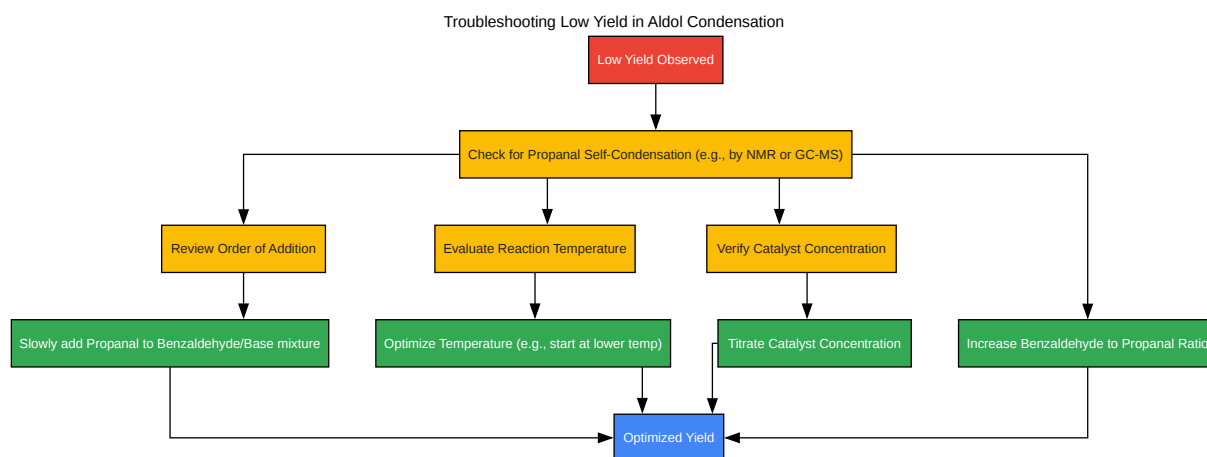 Troubleshooting Low Yield in Aldol Condensation
Low Yield Observed
Check for Propanal Self-Condensation (e.g., by NMR or GC-MS)
Review Order of Addition
Evaluate Reaction Temperature
Verify Catalyst Concentration
Slowly add Propanal to Benzaldehyde/Base mixture
Optimize Temperature (e.g., start at lower temp)
Titrate Catalyst Concentration
Increase Benzaldehyde to Propanal Ratio
Optimized Yield